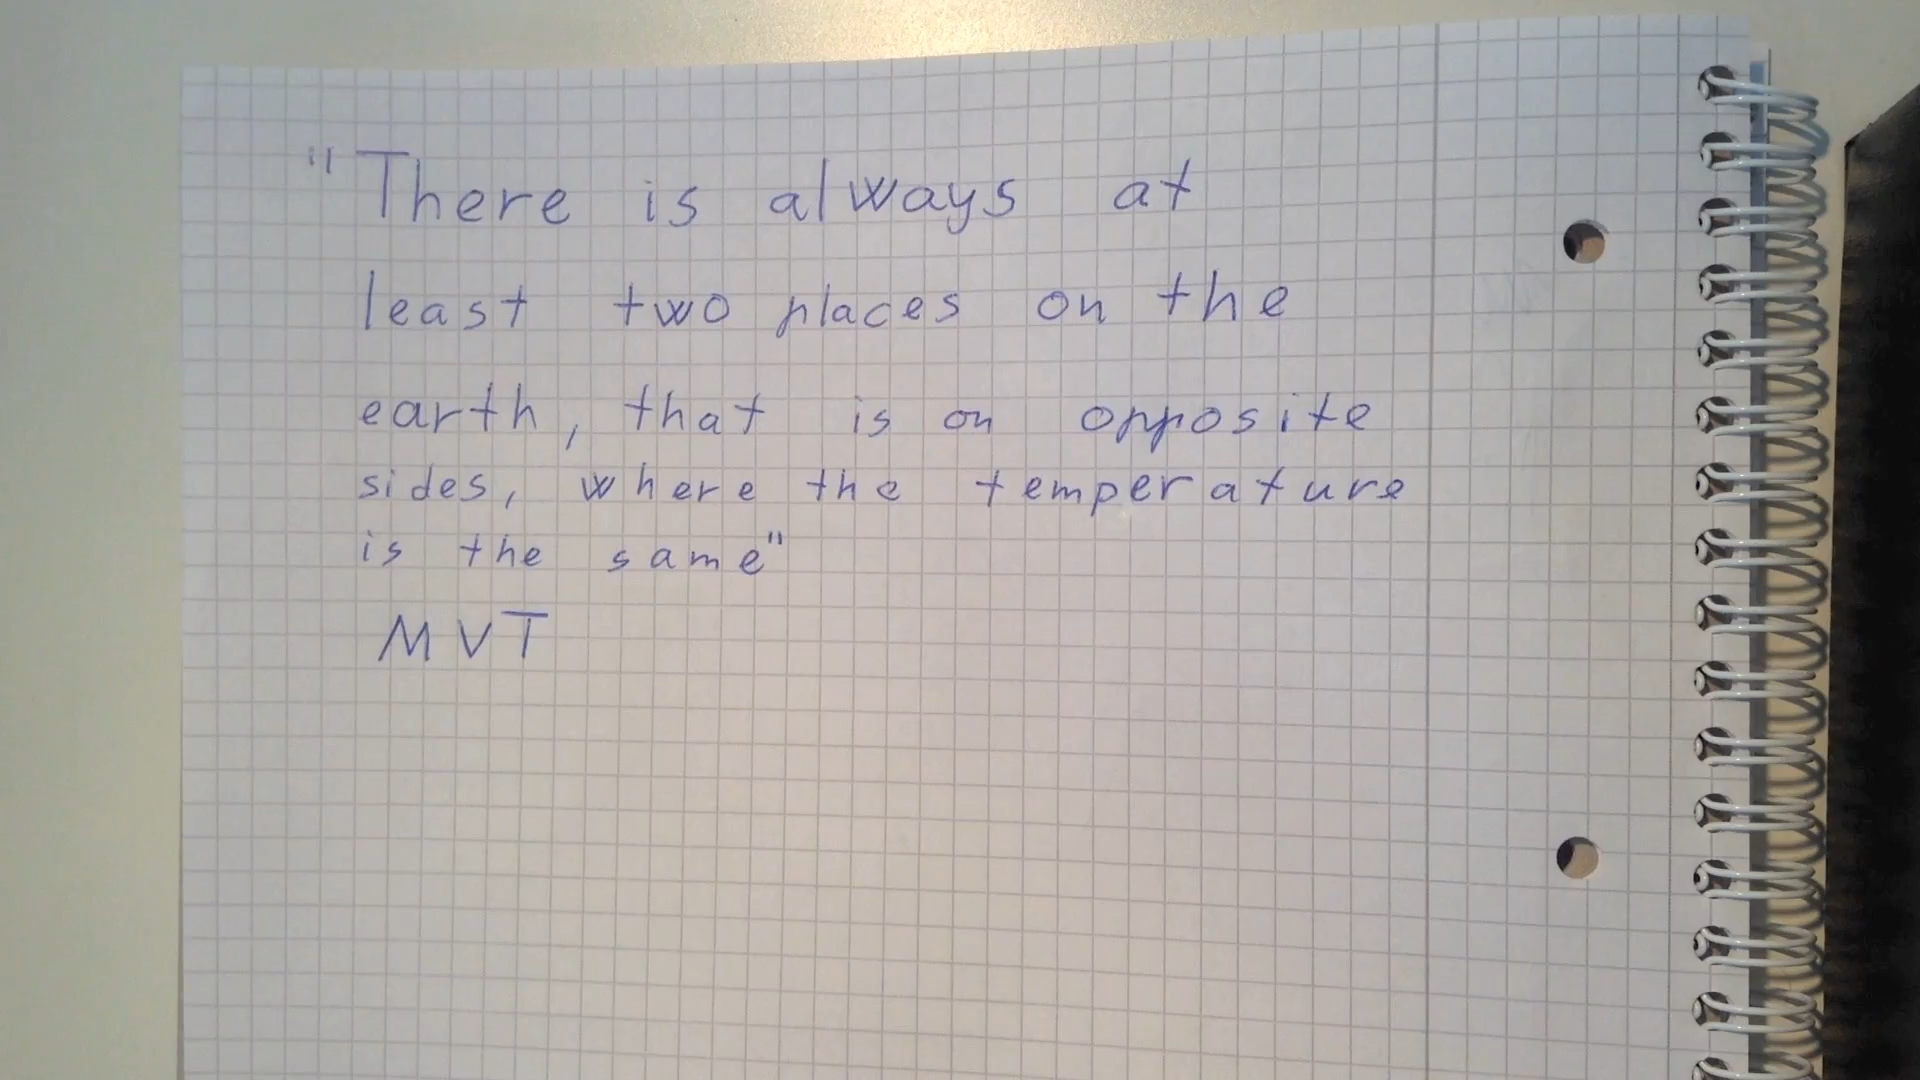 "There is always at
least two places on the
earth, that is on opposite
sides, where the temperature
is the same"
MVT